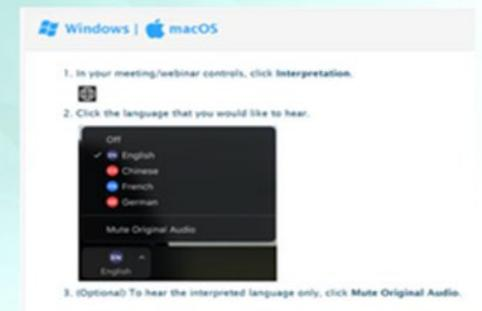 Windows | macOS
1. In your meeting/webinar controls, click Interpretation.
2. Click the language that you would like to hear.
Off
EN English
Chinese
French
German
Mute Original Audio
EN
English
3. (Optional) To hear the interpreted language only, click Mute Original Audio.